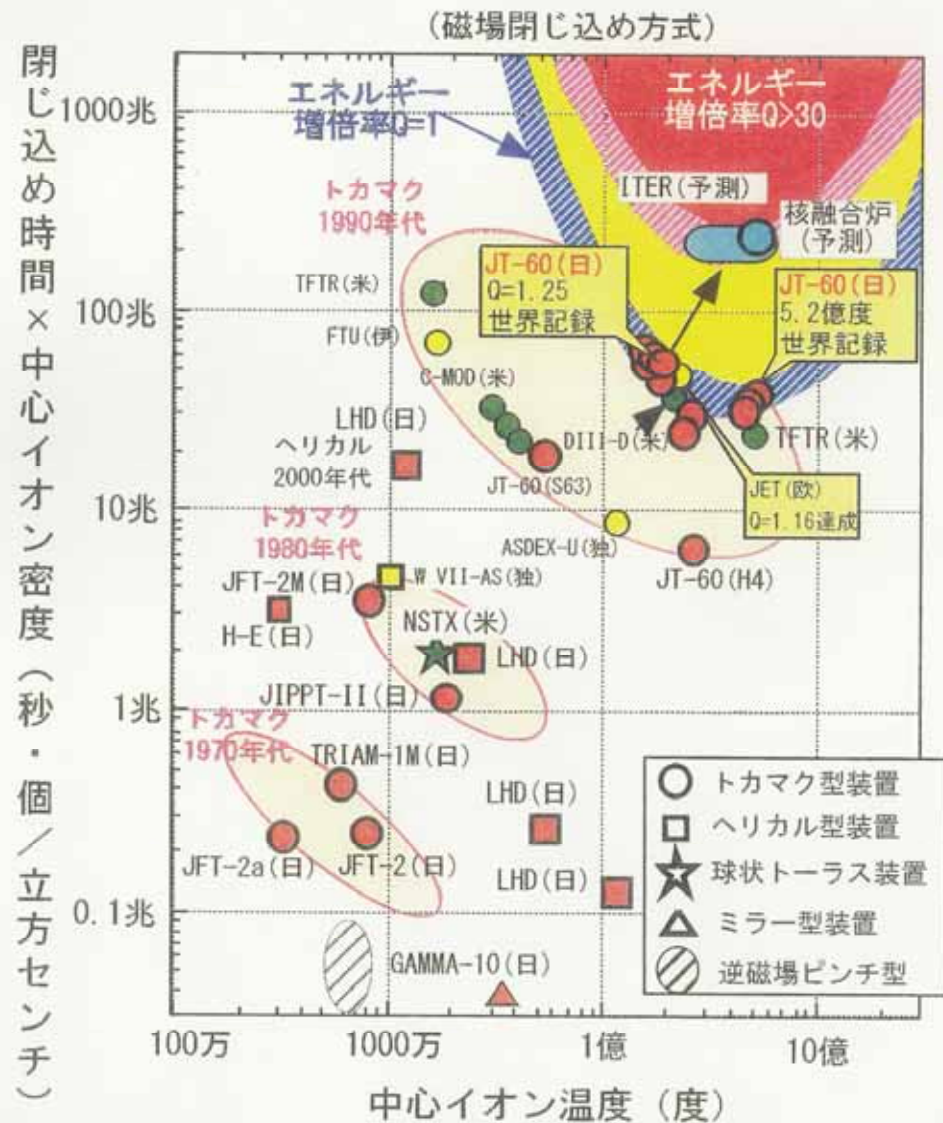 (磁場閉じ込め方式)
閉じ込め時間×中心イオン密度(秒・個/立方センチ)
1000兆
100兆
10兆
1兆
0.1兆
エネルギー
増倍率Q=1
エネルギー
増倍率Q>30
トカマク
1990年代
ITER(予測)
核融合炉
(予測)
JT-60(日)
Q=1.25
世界記録
JT-60(日)
5.2億度
世界記録
TFTR(米)
FTU(伊)
C-MOD(米)
LHD(日)
ヘリカル
2000年代
DIII-D(米)
TFTR(米)
JT-60(S63)
JET(欧)
Q=1.16達成
トカマク
1980年代
ASDEX-U(独)
JT-60(H4)
W VII-AS(独)
JFT-2M(日)
H-E(日)
NSTX(米)
LHD(日)
JIPPT-II(日)
トカマク
1970年代
TRIAM-1M(日)
LHD(日)
JFT-2a(日)
JFT-2(日)
LHD(日)
GAMMA-10(日)
トカマク型装置
ヘリカル型装置
球状トーラス装置
ミラー型装置
逆磁場ピンチ型
100万
1000万
1億
10億
中心イオン温度(度)